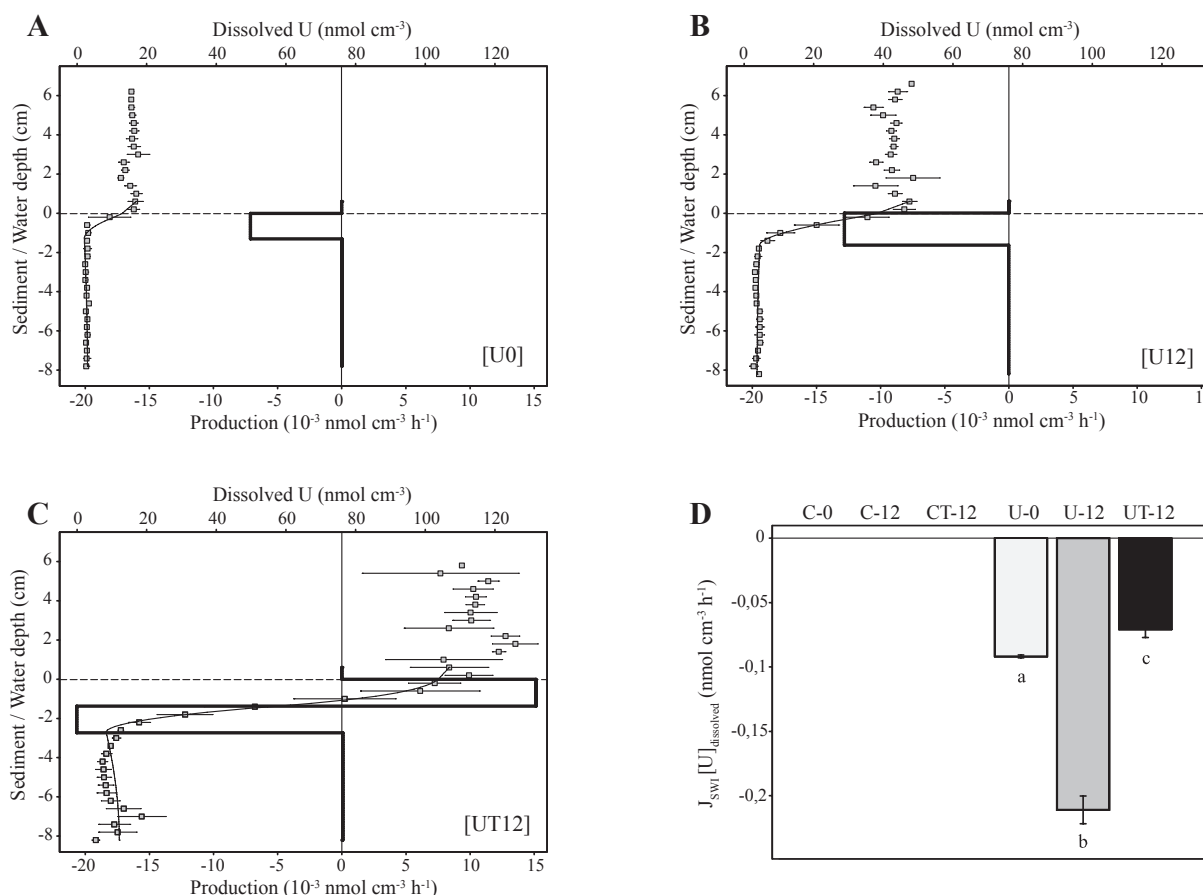 A
Dissolved U (nmol cm⁻³)
0 20 40 60 80 100 120
Sediment / Water depth (cm)
6
4
2
0
-2
-4
-6
-8
[U0]
-20 -15 -10 -5 0 5 10 15
Production (10⁻³ nmol cm⁻³ h⁻¹)
B
Dissolved U (nmol cm⁻³)
0 20 40 60 80 100 120
Sediment / Water depth (cm)
6
4
2
0
-2
-4
-6
-8
[U12]
-20 -15 -10 -5 0 5 10 15
Production (10⁻³ nmol cm⁻³ h⁻¹)
C
Dissolved U (nmol cm⁻³)
0 20 40 60 80 100 120
Sediment / Water depth (cm)
6
4
2
0
-2
-4
-6
-8
[UT12]
-20 -15 -10 -5 0 5 10 15
Production (10⁻³ nmol cm⁻³ h⁻¹)
D
C-0 C-12 CT-12 U-0 U-12 UT-12
J_SWI [U]_dissolved (nmol cm⁻³ h⁻¹)
0
-0,05
-0,1
-0,15
-0,2
a
b
c